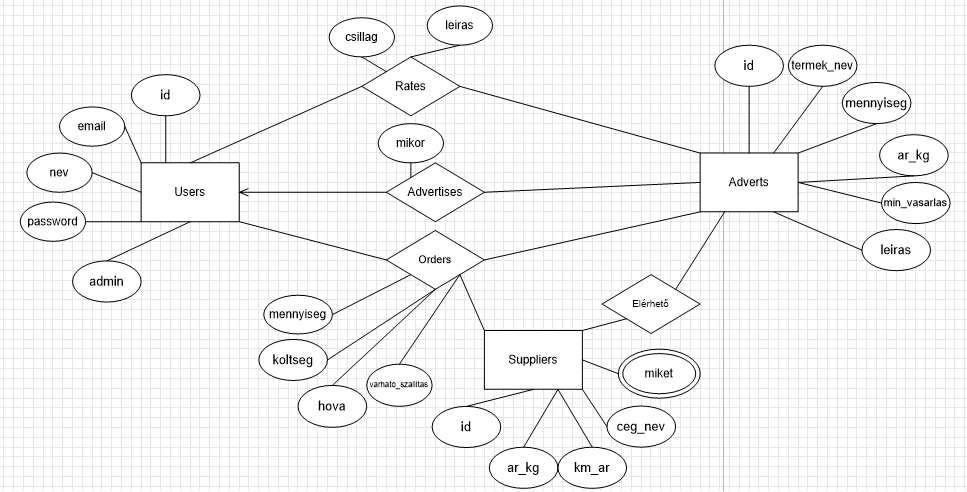 leiras
csillag
Rates
id
termek_nev
mennyiseg
id
email
mikor
ar_kg
nev
Users
Advertises
Adverts
min_vasarlas
password
leiras
admin
Orders
Elérhető
mennyiseg
koltseg
Suppliers
miket
varhato_szallitas
hova
id
ceg_nev
ar_kg
km_ar